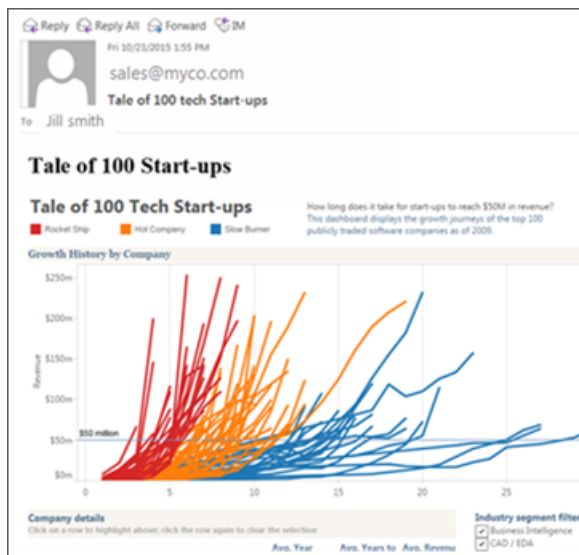 Reply Reply All Forward IM
Fri 10/23/2015 1:55 PM
sales@myco.com
Tale of 100 tech Start-ups
To Jill smith
Tale of 100 Start-ups
Tale of 100 Tech Start-ups
How long does it take for start-ups to reach $50M in revenue?
This dashboard displays the growth journeys of the top 100
publicly traded software companies as of 2009.
Rocket Ship Hot Company Slow Burner
Growth History by Company
$250m
$200m
$150m
Revenue
$100m
$50 million
$50m
$0m
0 5 10 15 20 25
Company details
Click on a row to highlight above; click the row again to clear the selection
Industry segment filter
Business Intelligence
CAD / EDA
Avg. Year Avg. Years to Avg. Revenu